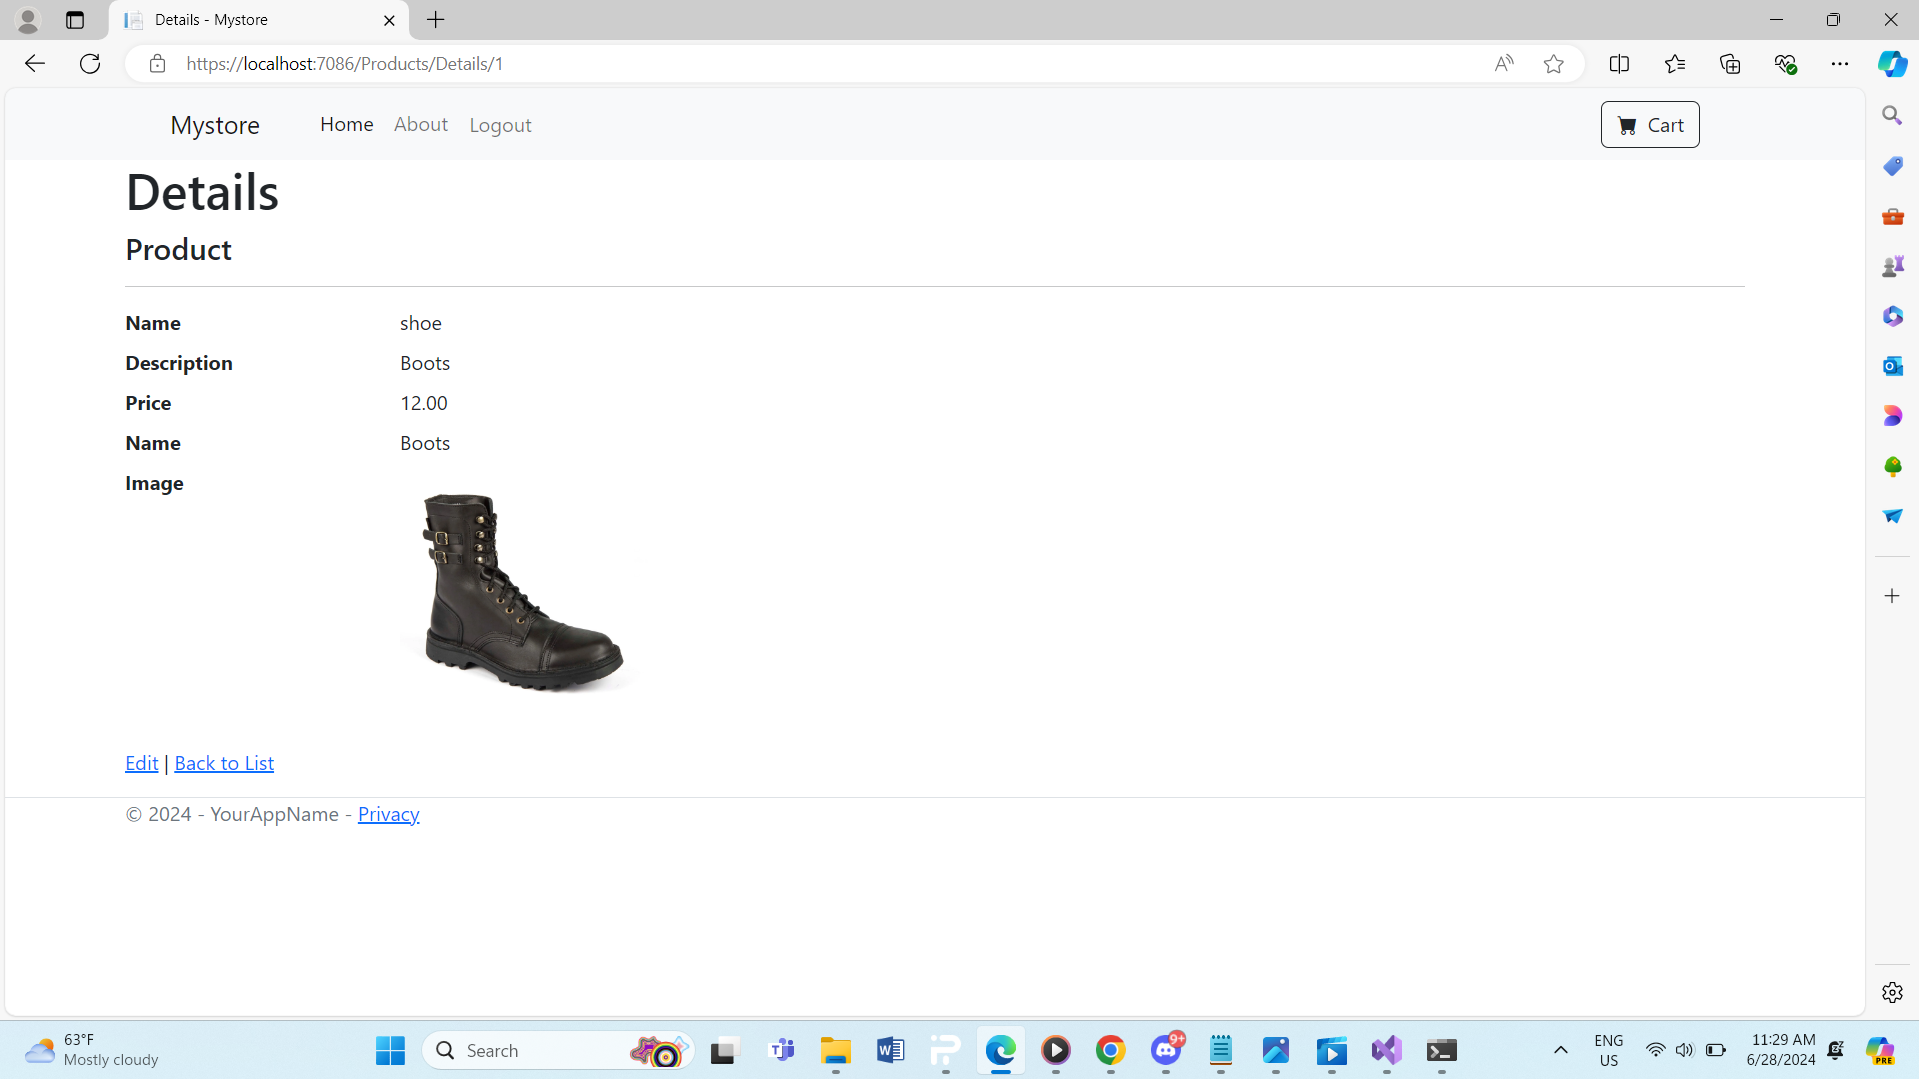 Details - Mystore
https://localhost:7086/Products/Details/1
Mystore Home About Logout Cart
Details
Product
Name shoe
Description Boots
Price 12.00
Name Boots
Image
Edit | Back to List
© 2024 - YourAppName - Privacy
63°F
Mostly cloudy
Search
9+
ENG
US
11:29 AM
6/28/2024
PRE